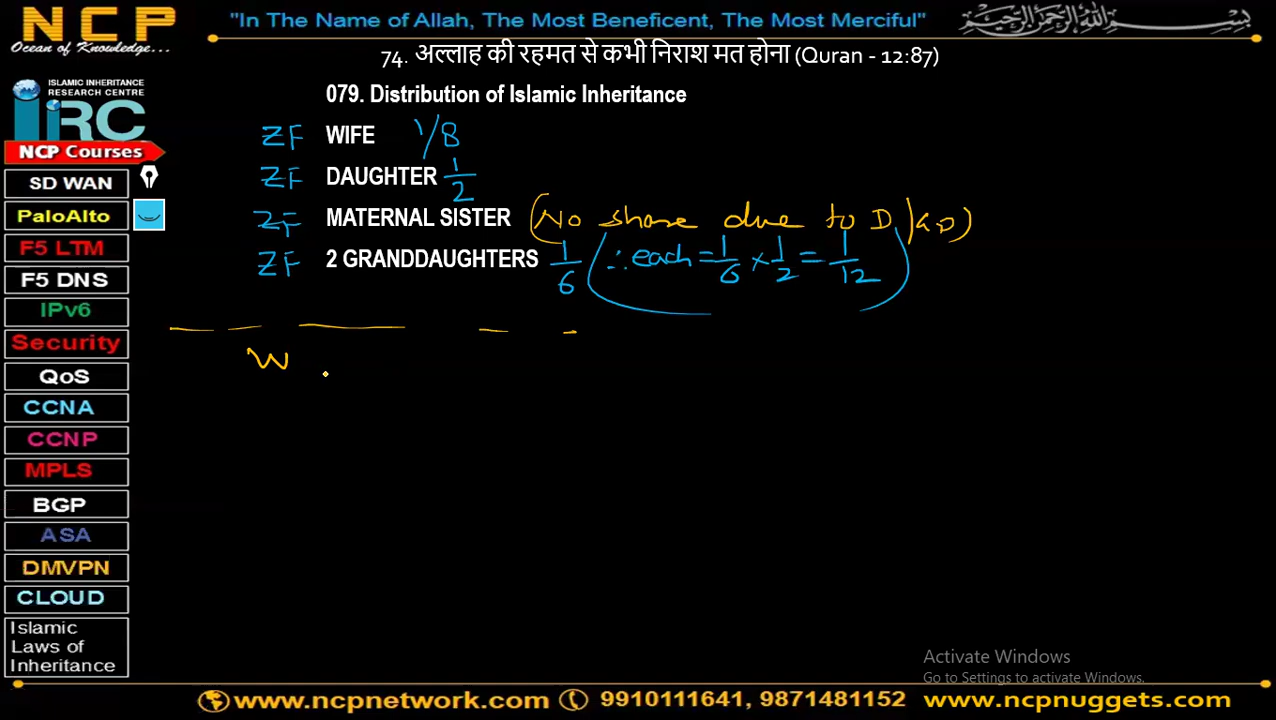 NCP
Ocean of Knowledge...
"In The Name of Allah, The Most Beneficent, The Most Merciful"
بسم الله الرحمن الرحيم
74. अल्लाह की रहमत से कभी निराश मत होना (Quran - 12:87)
ISLAMIC INHERITANCE
RESEARCH CENTRE
IRC
NCP Courses
SD WAN
PaloAlto
F5 LTM
F5 DNS
IPv6
Security
QoS
CCNA
CCNP
MPLS
BGP
ASA
DMVPN
CLOUD
Islamic
Laws of
Inheritance
079. Distribution of Islamic Inheritance
ZF WIFE 1/8
ZF DAUGHTER 1/2
ZF MATERNAL SISTER (No share due to D/GD)
ZF 2 GRANDDAUGHTERS 1/6 (∴ each = 1/6 × 1/2 = 1/12)
W
Activate Windows
Go to Settings to activate Windows.
www.ncpnetwork.com 9910111641, 9871481152 www.ncpnuggets.com